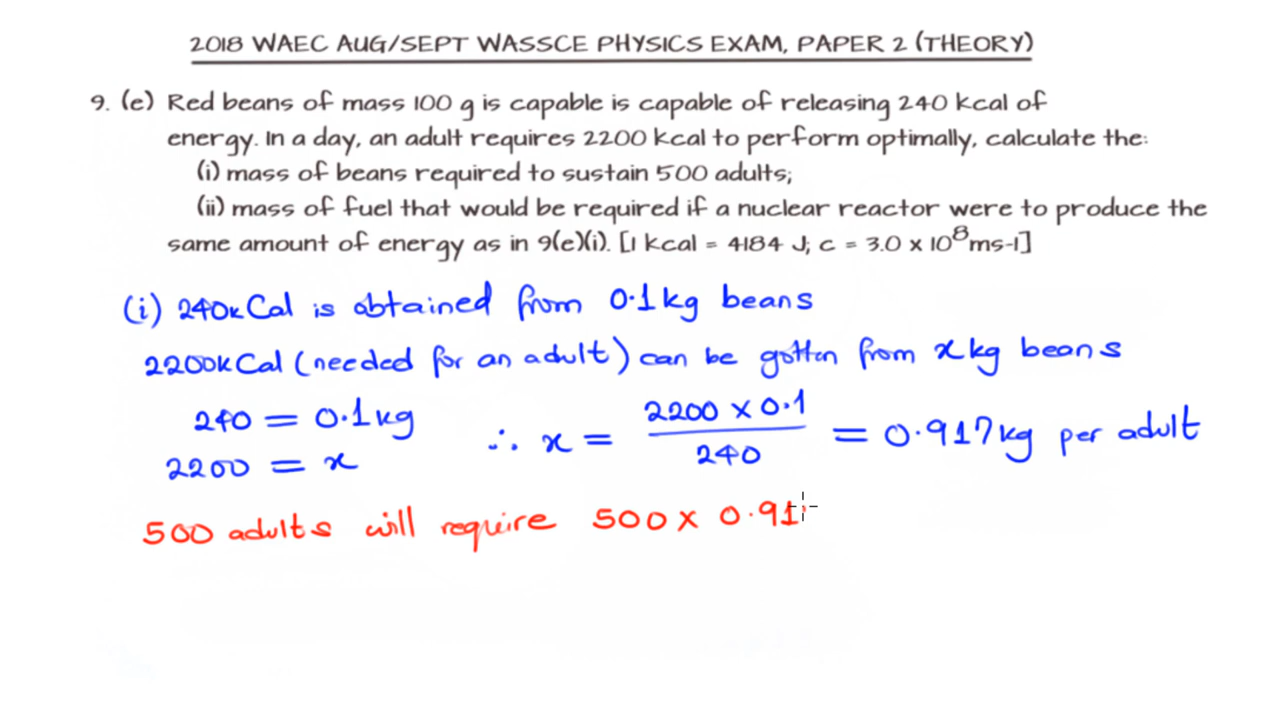 2018 WAEC AUG/SEPT WASSCE PHYSICS EXAM, PAPER 2 (THEORY)
9. (e) Red beans of mass 100 g is capable is capable of releasing 240 kcal of
energy. In a day, an adult requires 2200 kcal to perform optimally, calculate the:
(i) mass of beans required to sustain 500 adults;
(ii) mass of fuel that would be required if a nuclear reactor were to produce the
same amount of energy as in 9(e)(i). [1 kcal = 4184 J; c = 3.0 x 10⁸ms-1]
(i) 240kCal is obtained from 0.1kg beans
2200kCal (needed for an adult) can be gotten from xkg beans
240 = 0.1kg
2200 = x
∴ x = (2200 x 0.1)/240 = 0.917kg per adult
500 adults will require 500 x 0.91